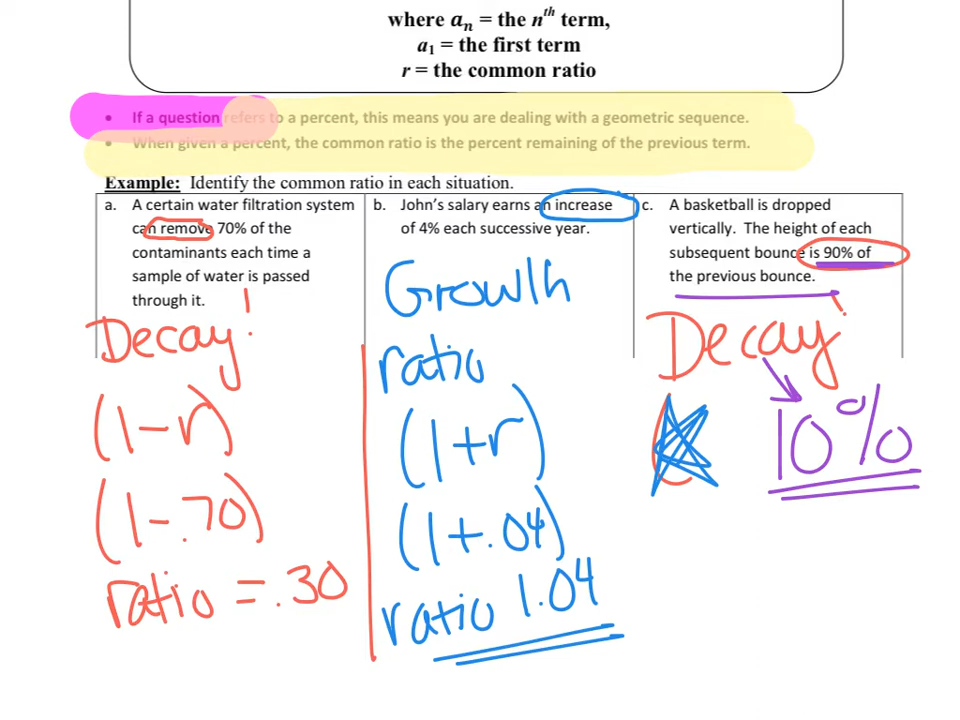 where aₙ = the nᵗʰ term,
a₁ = the first term
r = the common ratio
• If a question refers to a percent, this means you are dealing with a geometric sequence.
• When given a percent, the common ratio is the percent remaining of the previous term.
Example: Identify the common ratio in each situation.
a. A certain water filtration system
can remove 70% of the
contaminants each time a
sample of water is passed
through it.
Decay!
(1-r)
(1-.70)
ratio = .30
b. John's salary earns an increase
of 4% each successive year.
Growth
ratio
(1+r)
(1+.04)
ratio 1.04
c. A basketball is dropped
vertically. The height of each
subsequent bounce is 90% of
the previous bounce.
Decay!
10%